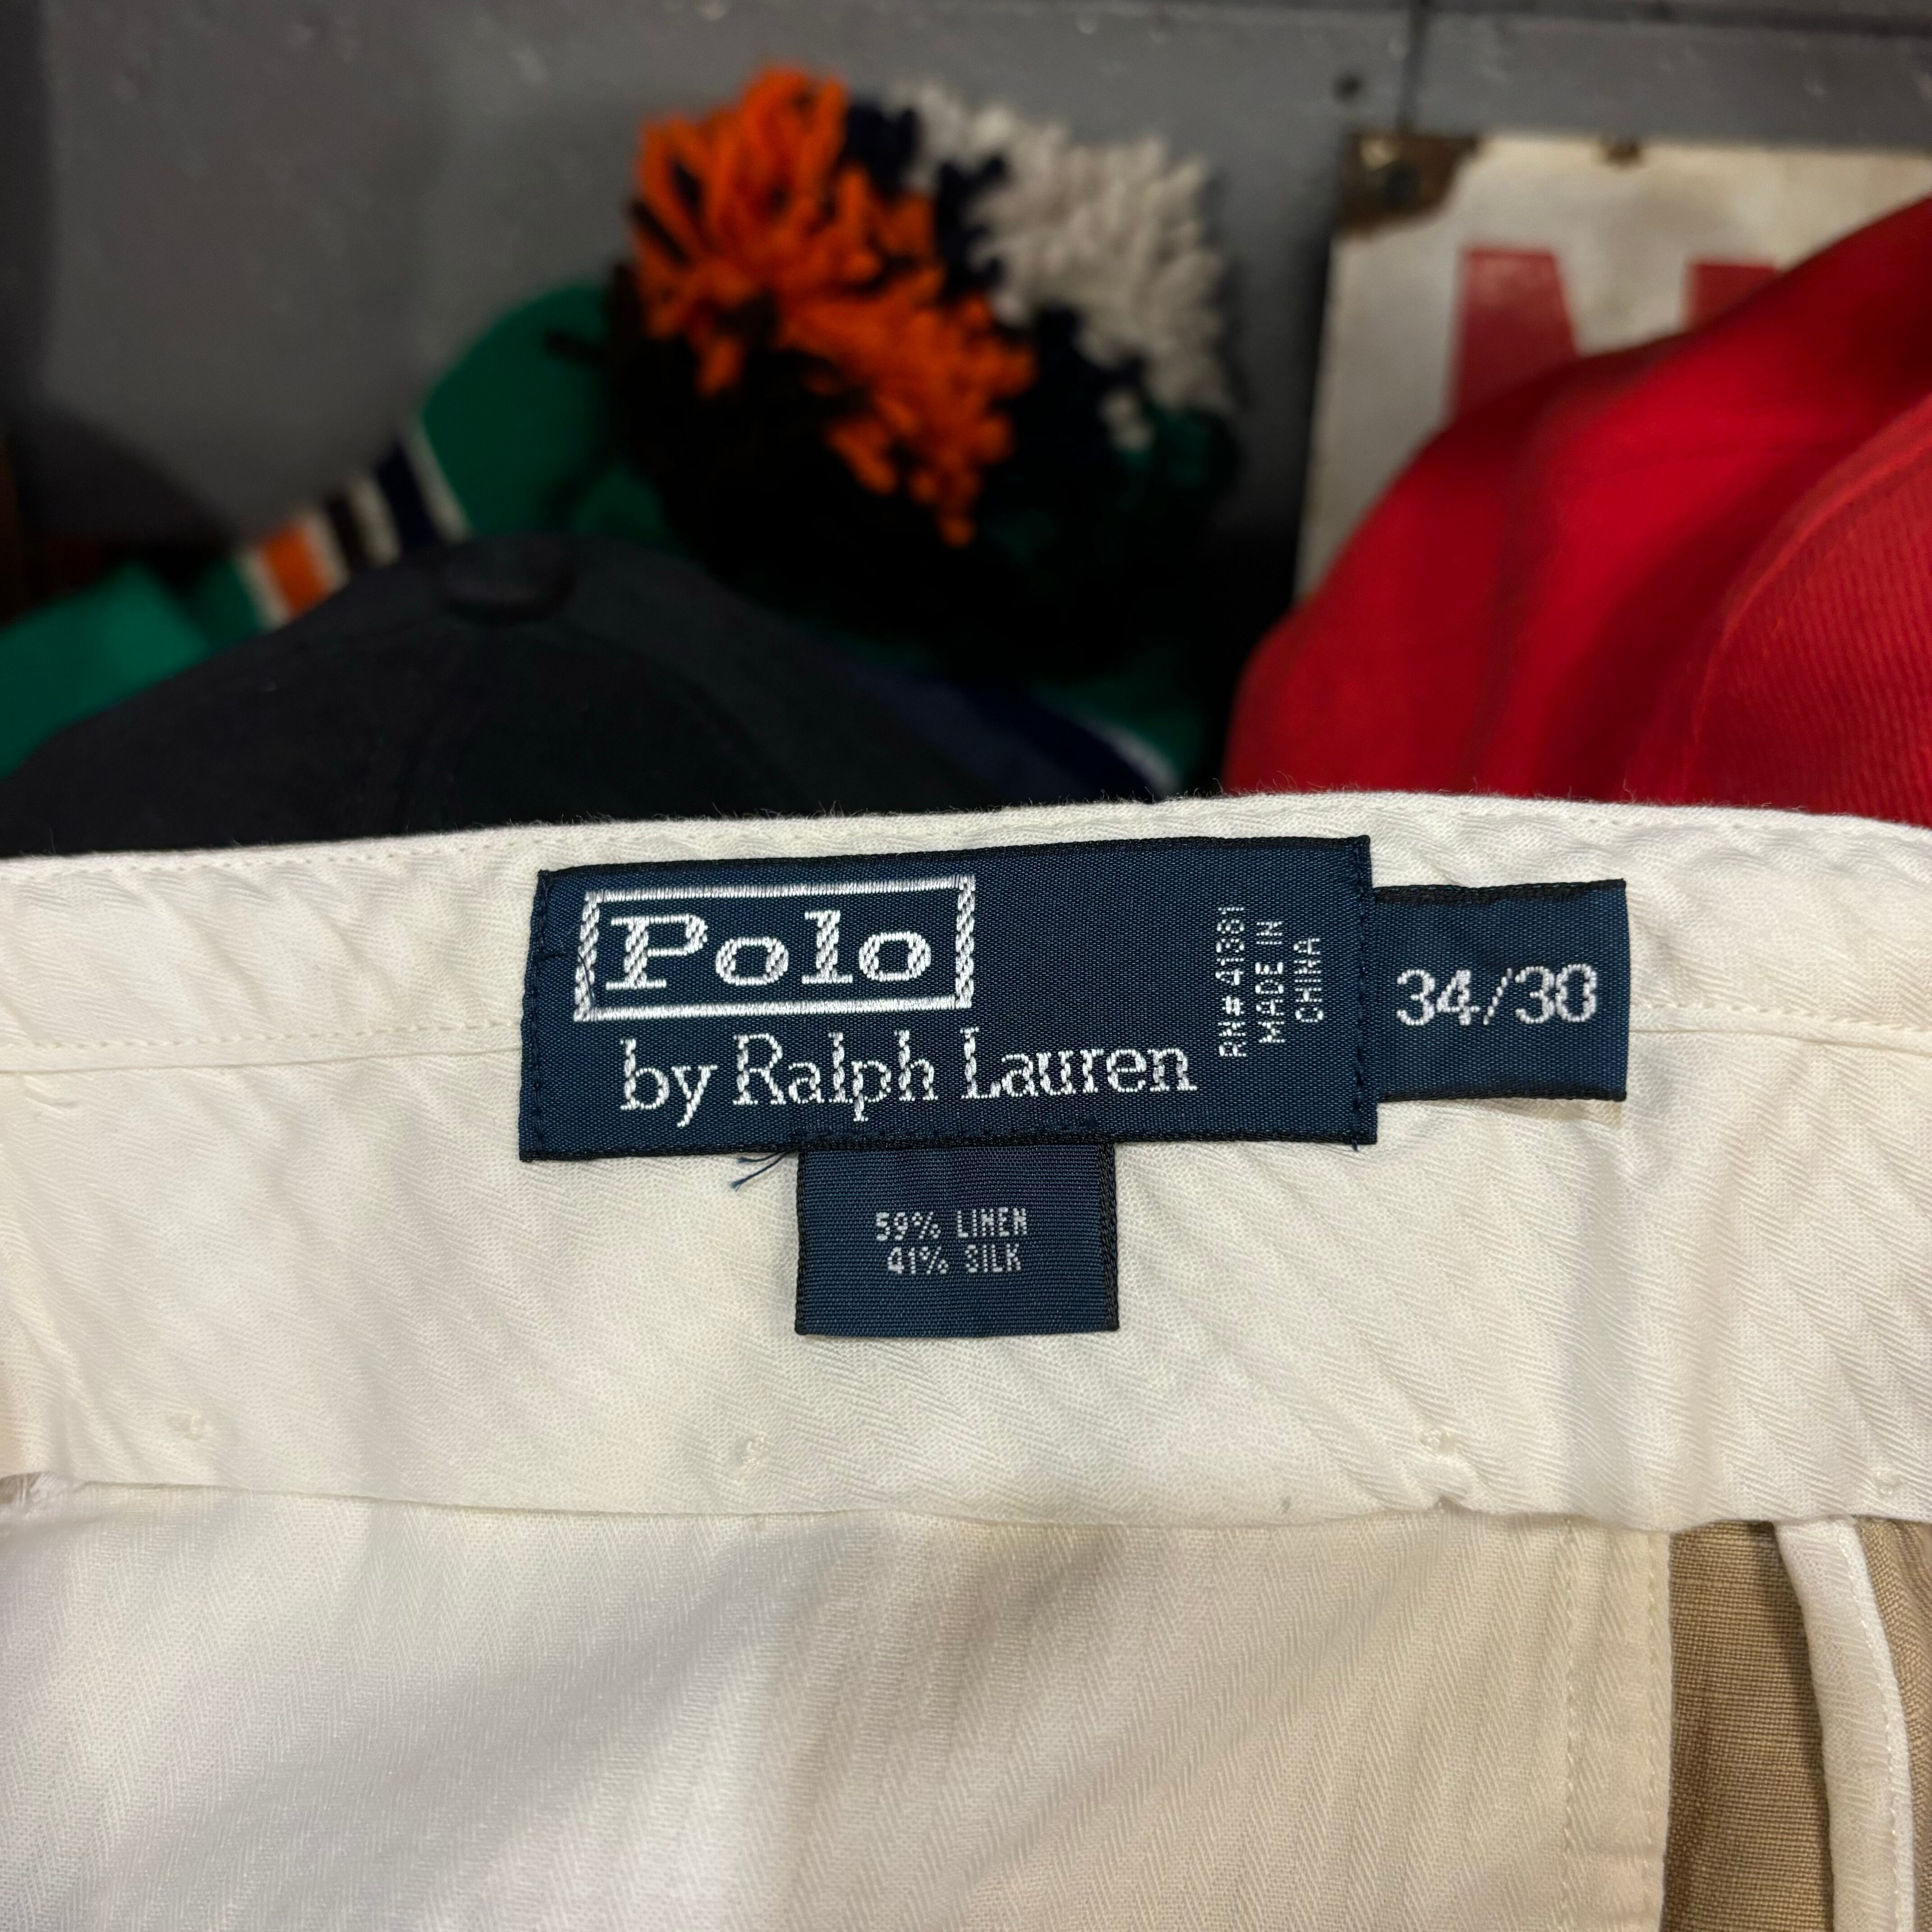 Polo
by Ralph Lauren
RN# 41381
MADE IN
CHINA
34/30
59% LINEN
41% SILK